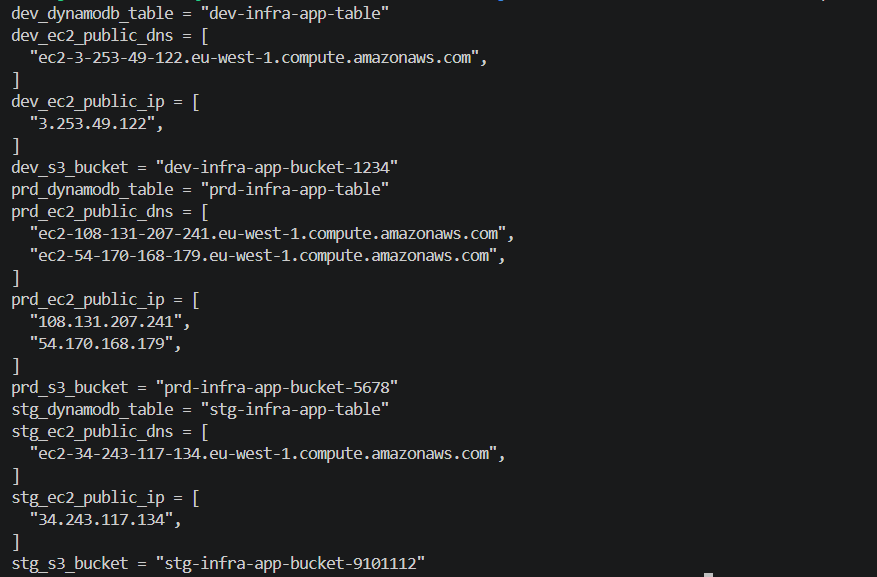 dev_dynamodb_table = "dev-infra-app-table"
dev_ec2_public_dns = [
  "ec2-3-253-49-122.eu-west-1.compute.amazonaws.com",
]
dev_ec2_public_ip = [
  "3.253.49.122",
]
dev_s3_bucket = "dev-infra-app-bucket-1234"
prd_dynamodb_table = "prd-infra-app-table"
prd_ec2_public_dns = [
  "ec2-108-131-207-241.eu-west-1.compute.amazonaws.com",
  "ec2-54-170-168-179.eu-west-1.compute.amazonaws.com",
]
prd_ec2_public_ip = [
  "108.131.207.241",
  "54.170.168.179",
]
prd_s3_bucket = "prd-infra-app-bucket-5678"
stg_dynamodb_table = "stg-infra-app-table"
stg_ec2_public_dns = [
  "ec2-34-243-117-134.eu-west-1.compute.amazonaws.com",
]
stg_ec2_public_ip = [
  "34.243.117.134",
]
stg_s3_bucket = "stg-infra-app-bucket-9101112"